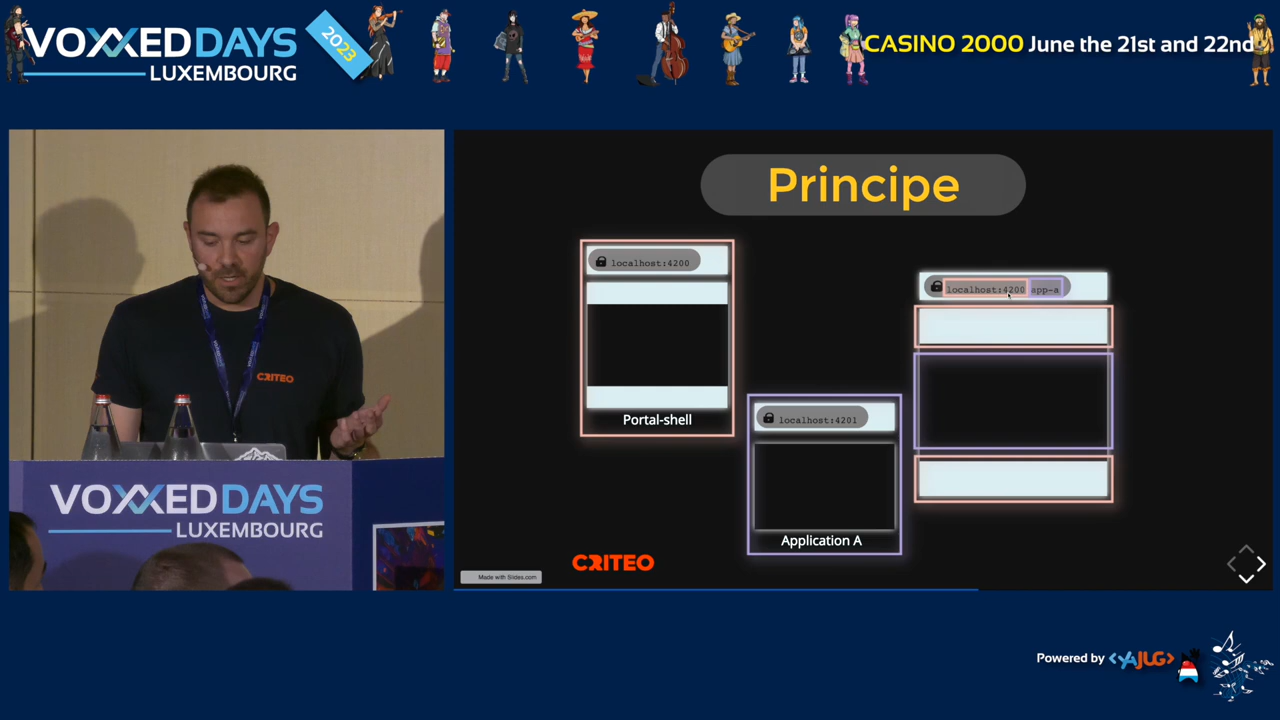 VOXXED DAYS
LUXEMBOURG
2023
CASINO 2000 June the 21st and 22nd
Principe
localhost:4200
Portal-shell
localhost:4201
Application A
localhost:4200 app-a
CRITEO
Made with Slides.com
CRITEO
VOXXED DAYS
LUXEMBOURG
Powered by <YAJUG>